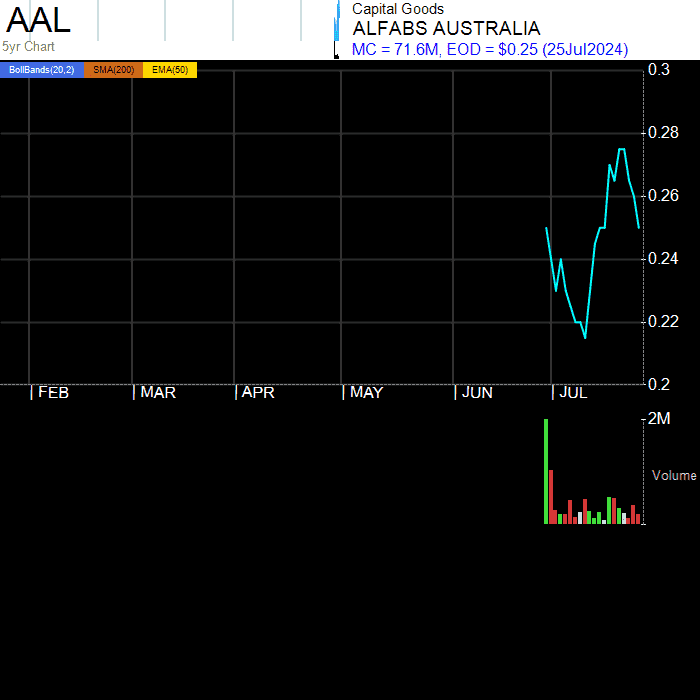 AAL
5yr Chart
Capital Goods
ALFABS AUSTRALIA
MC = 71.6M, EOD = $0.25 (25Jul2024)
BollBands(20,2) SMA(200) EMA(50)
0.3
0.28
0.26
0.24
0.22
0.2
| FEB | MAR | APR | MAY | JUN | JUL
2M
Volume